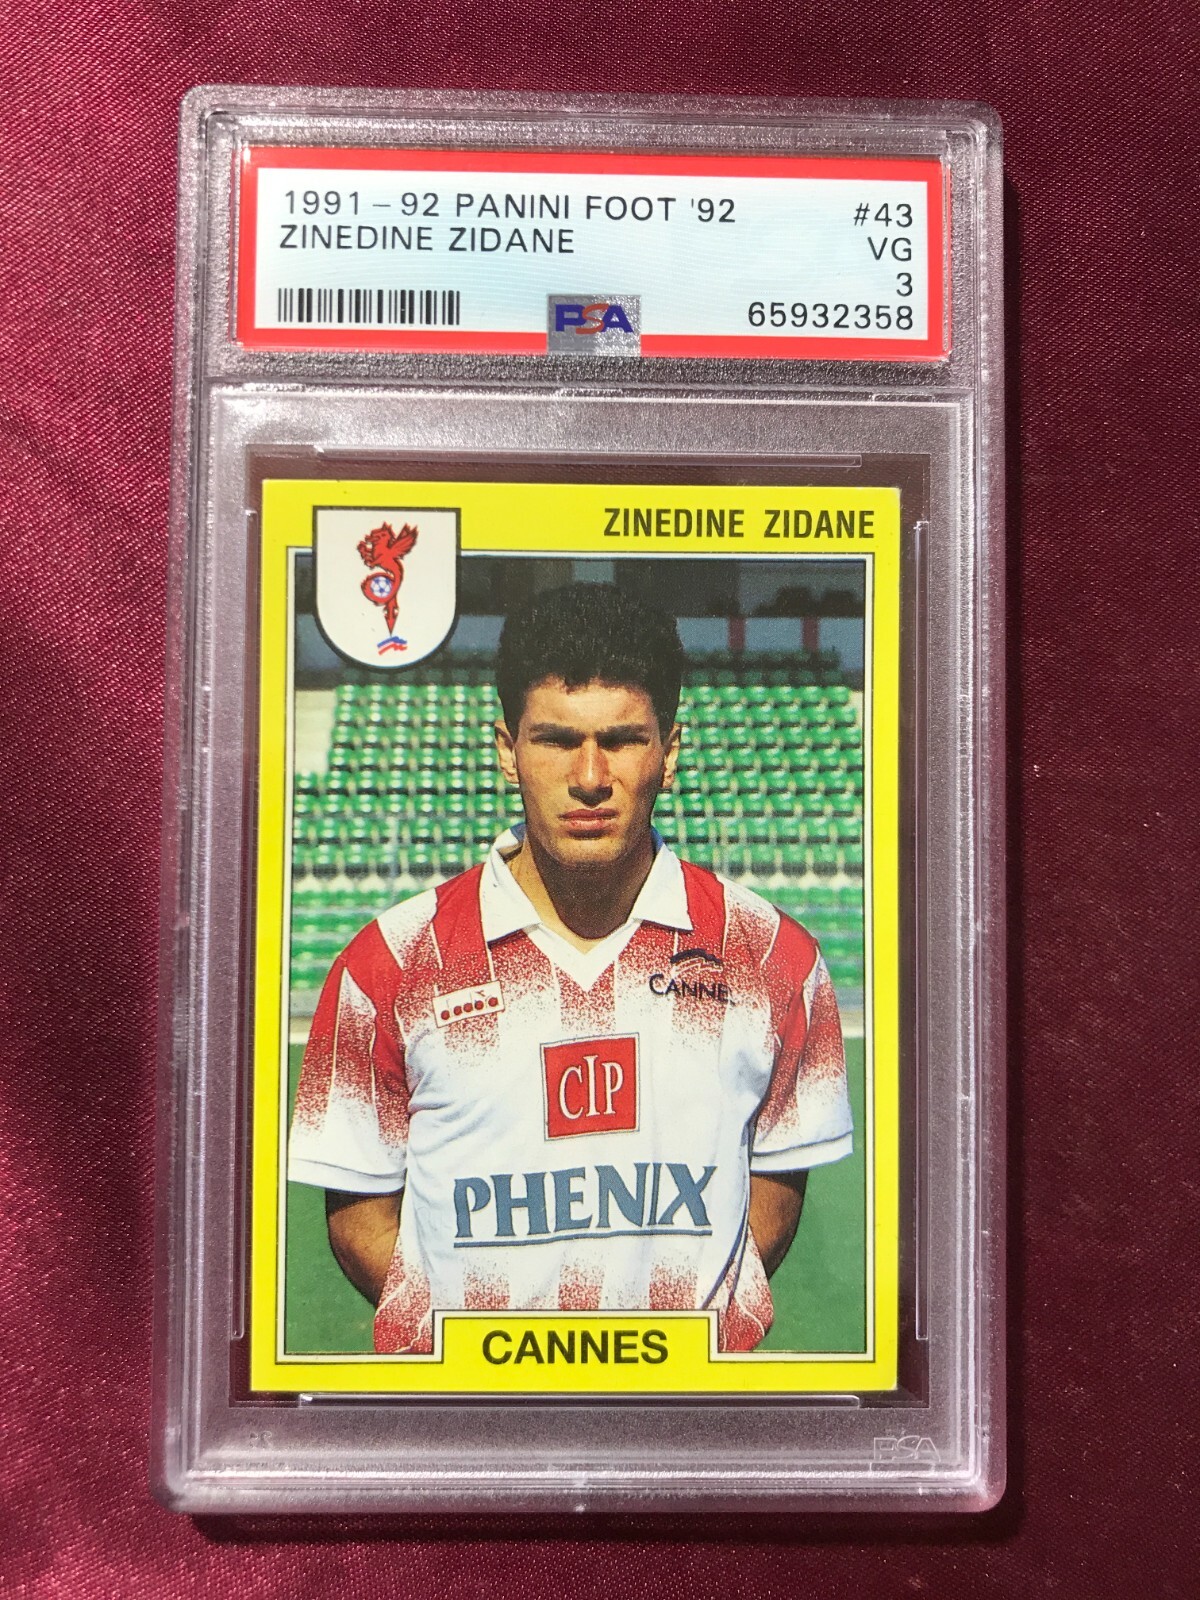 1991-92 PANINI FOOT '92 #43
ZINEDINE ZIDANE VG
3
PSA 65932358
ZINEDINE ZIDANE
diadora
CANNES
CIP
PHENIX
CANNES
PSA